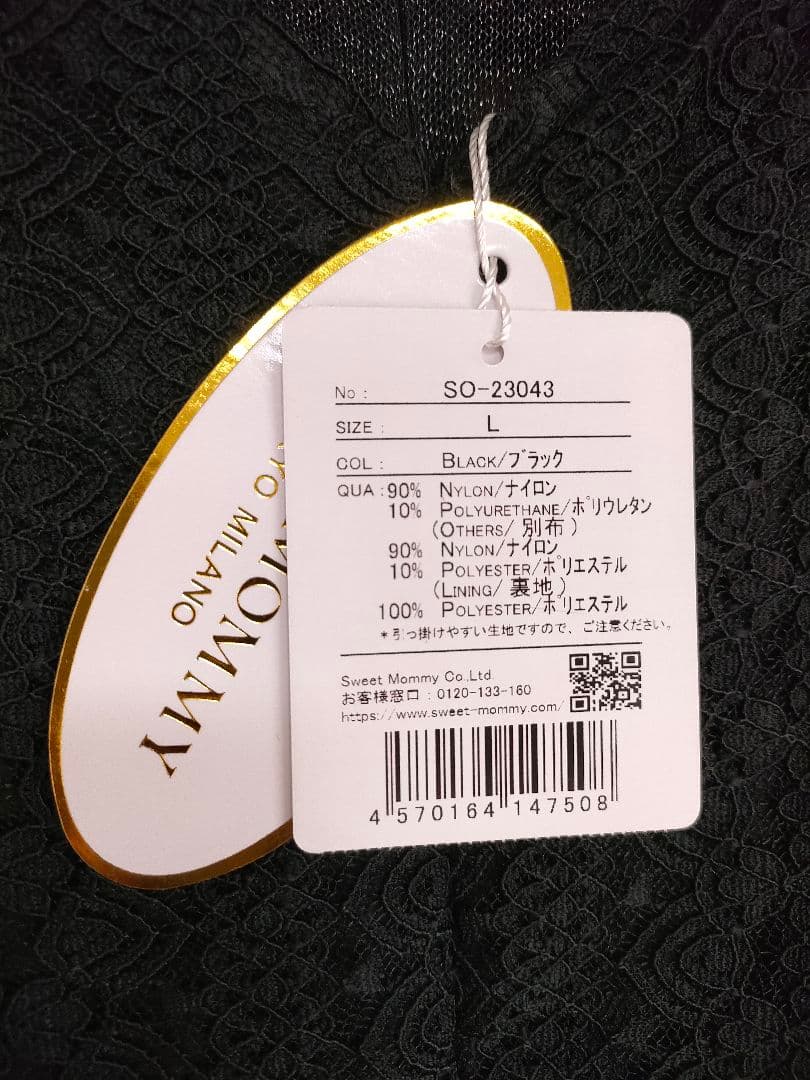 No : SO-23043
SIZE : L
COL : BLACK/ブラック
QUA : 90% NYLON/ナイロン
10% POLYURETHANE/ポリウレタン
(OTHERS/ 別布 )
90% NYLON/ナイロン
10% POLYESTER/ポリエステル
(LINING/ 裏地 )
100% POLYESTER/ポリエステル
*引っ掛けやすい生地ですので、ご注意ください。
Sweet Mommy Co.,Ltd.
お客様窓口 : 0120-133-160
https://www.sweet-mommy.com/
4 570164 147508
MOMMY
YO MILANO